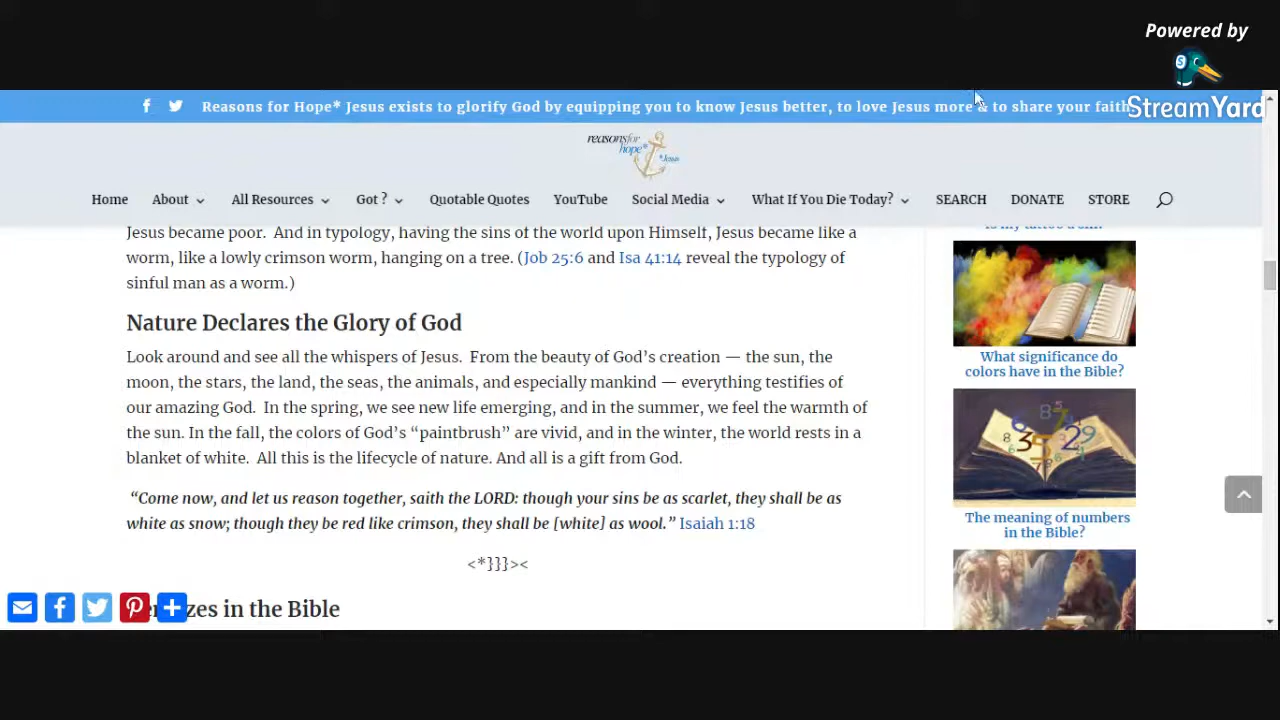 Powered by
StreamYard
Reasons for Hope* Jesus exists to glorify God by equipping you to know Jesus better, to love Jesus more & to share your faith.
reasonsfor
hope*
*Jesus
Home About All Resources Got ? Quotable Quotes YouTube Social Media What If You Die Today? SEARCH DONATE STORE
Jesus became poor. And in typology, having the sins of the world upon Himself, Jesus became like a
worm, like a lowly crimson worm, hanging on a tree. (Job 25:6 and Isa 41:14 reveal the typology of
sinful man as a worm.)
Nature Declares the Glory of God
Look around and see all the whispers of Jesus. From the beauty of God’s creation — the sun, the
moon, the stars, the land, the seas, the animals, and especially mankind — everything testifies of
our amazing God. In the spring, we see new life emerging, and in the summer, we feel the warmth of
the sun. In the fall, the colors of God’s “paintbrush” are vivid, and in the winter, the world rests in a
blanket of white. All this is the lifecycle of nature. And all is a gift from God.
“Come now, and let us reason together, saith the LORD: though your sins be as scarlet, they shall be as
white as snow; though they be red like crimson, they shall be [white] as wool.” Isaiah 1:18
<*}}}><
zes in the Bible
What significance do
colors have in the Bible?
The meaning of numbers
in the Bible?